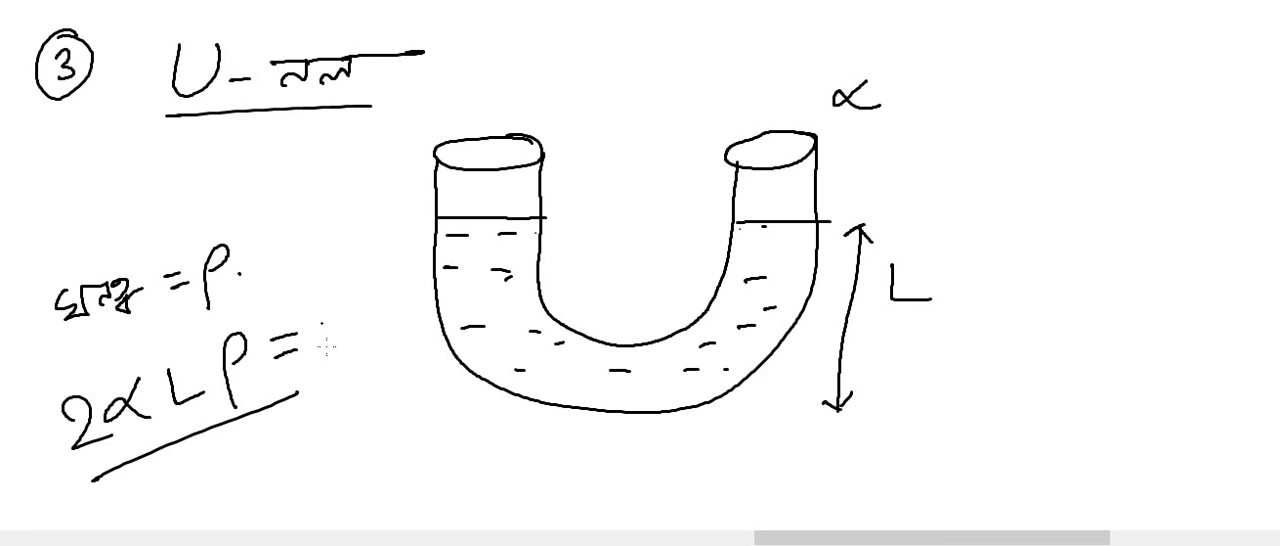 ③ U - নল
α
ঘনত্ব = ρ.
L
2αLρ =